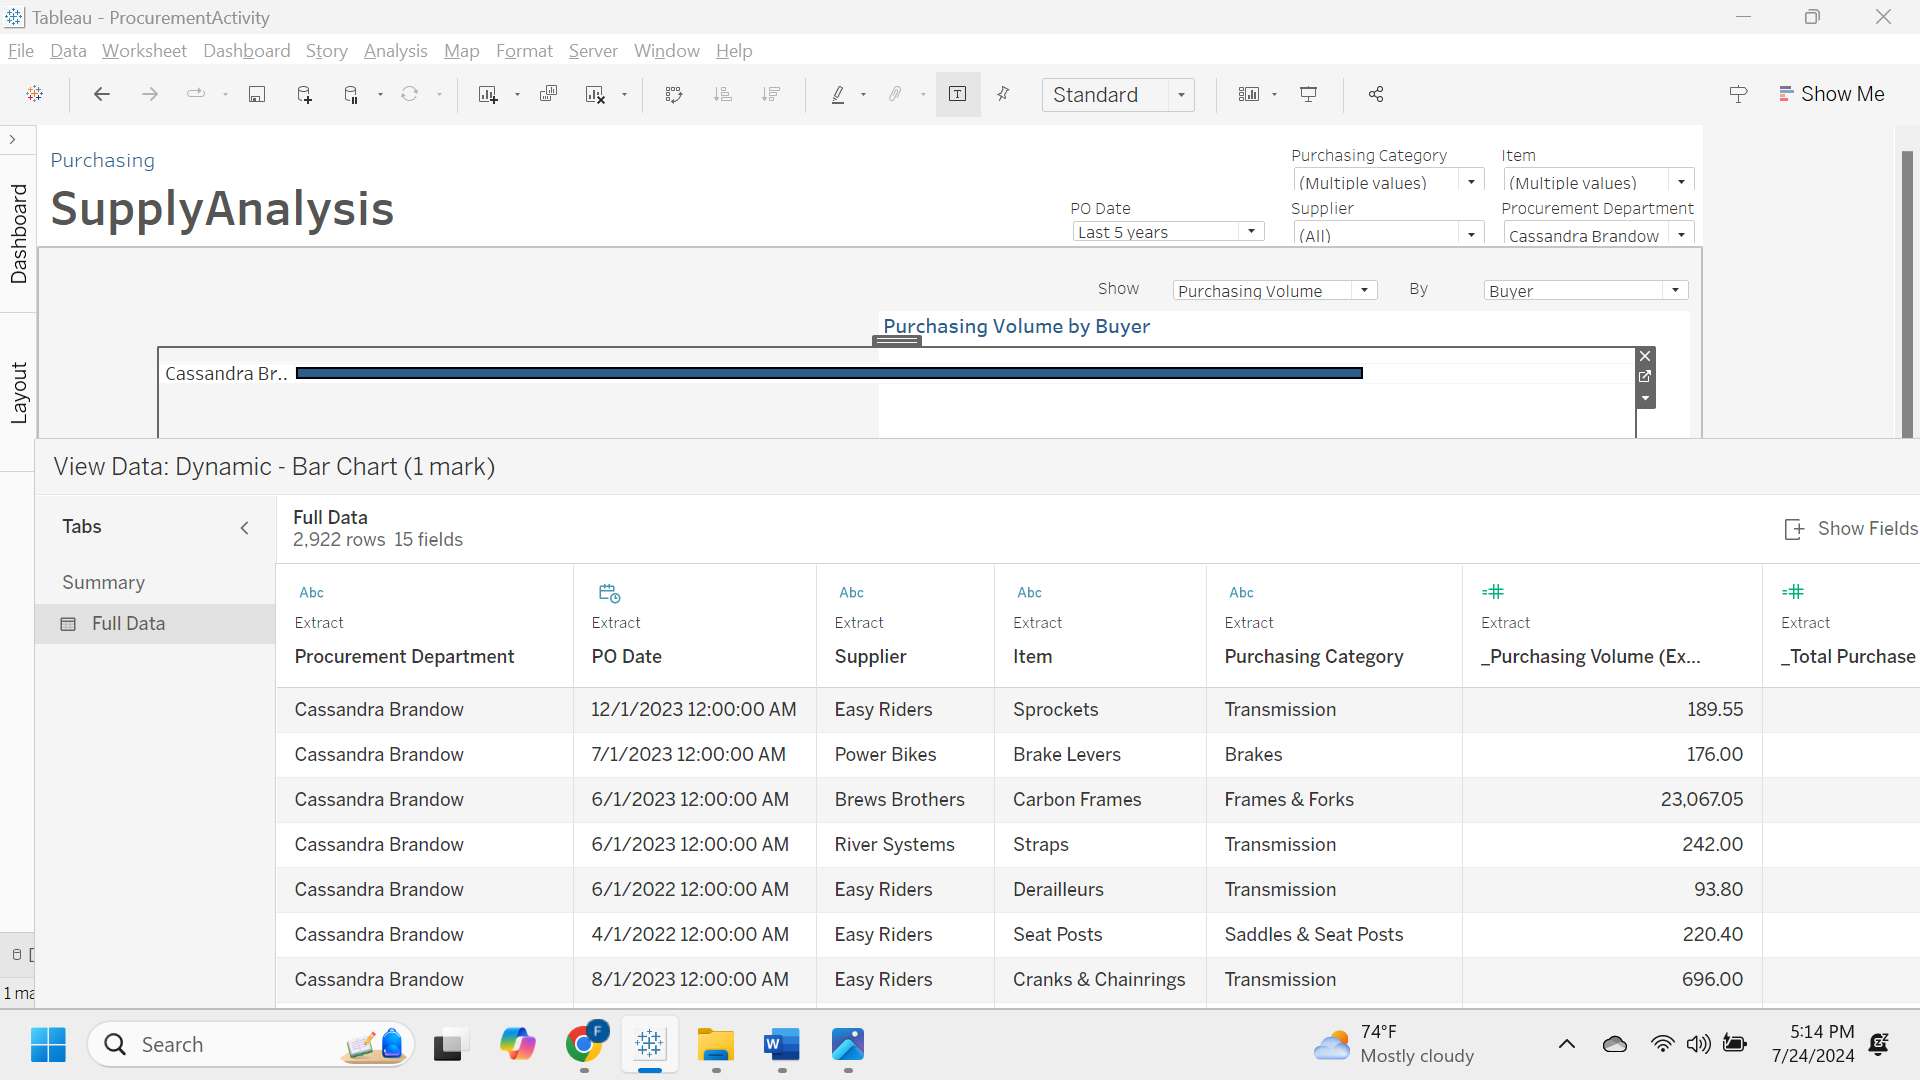 Tableau - ProcurementActivity
File Data Worksheet Dashboard Story Analysis Map Format Server Window Help
Standard
Show Me
Dashboard
Layout
Purchasing
SupplyAnalysis
Purchasing Category Item
(Multiple values) (Multiple values)
PO Date Supplier Procurement Department
Last 5 years (All) Cassandra Brandow
Show Purchasing Volume By Buyer
Purchasing Volume by Buyer
Cassandra Br..
View Data: Dynamic - Bar Chart (1 mark)
Tabs
Summary
Full Data
Full Data
2,922 rows 15 fields
Show Fields
Abc Abc Abc Abc
Extract Extract Extract Extract Extract Extract Extract
Procurement Department PO Date Supplier Item Purchasing Category _Purchasing Volume (Ex... _Total Purchase
Cassandra Brandow 12/1/2023 12:00:00 AM Easy Riders Sprockets Transmission 189.55
Cassandra Brandow 7/1/2023 12:00:00 AM Power Bikes Brake Levers Brakes 176.00
Cassandra Brandow 6/1/2023 12:00:00 AM Brews Brothers Carbon Frames Frames & Forks 23,067.05
Cassandra Brandow 6/1/2023 12:00:00 AM River Systems Straps Transmission 242.00
Cassandra Brandow 6/1/2022 12:00:00 AM Easy Riders Derailleurs Transmission 93.80
Cassandra Brandow 4/1/2022 12:00:00 AM Easy Riders Seat Posts Saddles & Seat Posts 220.40
Cassandra Brandow 8/1/2023 12:00:00 AM Easy Riders Cranks & Chainrings Transmission 696.00
1 ma
Search
F
W
74°F
Mostly cloudy
5:14 PM
7/24/2024